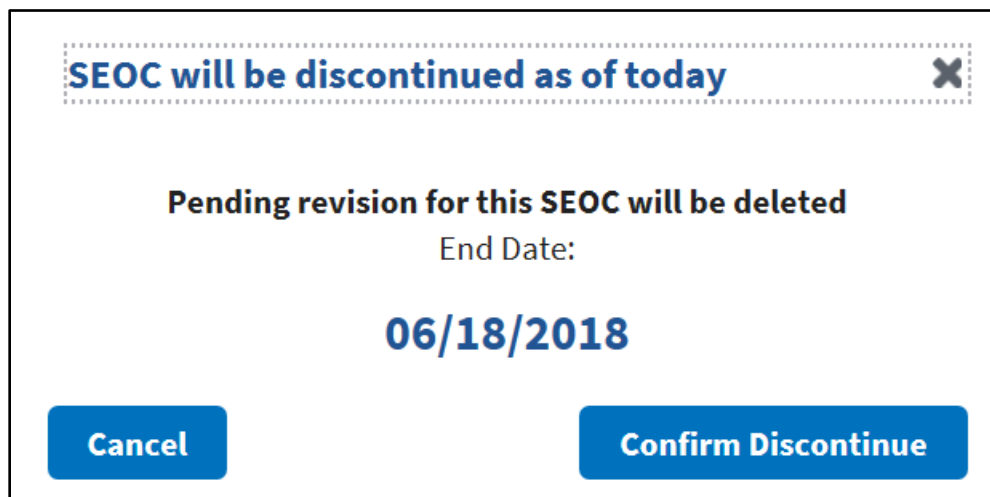 SEOC will be discontinued as of today
Pending revision for this SEOC will be deleted
End Date:
06/18/2018
Cancel
Confirm Discontinue